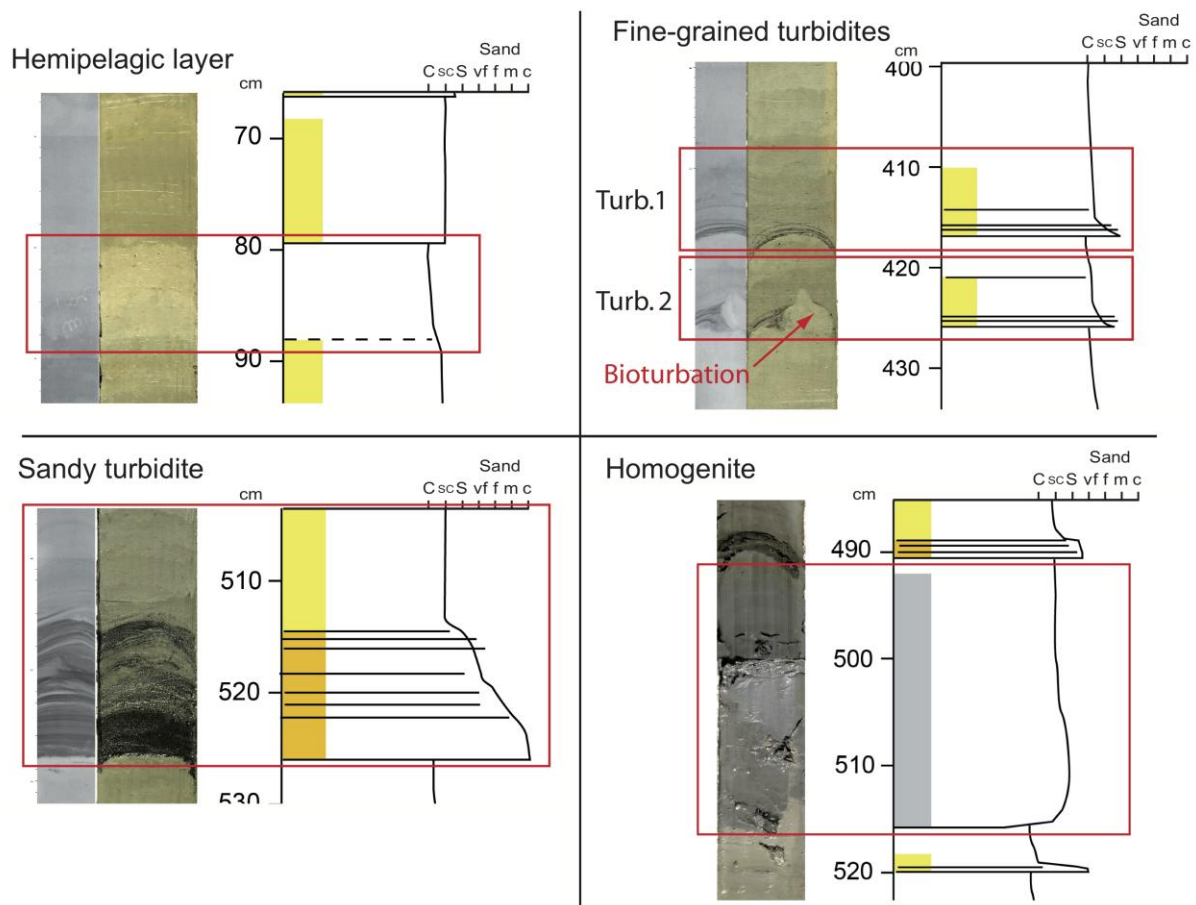 Hemipelagic layer
Sand
cm
C sc S vf f m c
70
80
90
Fine-grained turbidites
Sand
cm
C sc S vf f m c
400
410
Turb.1
420
Turb. 2
Bioturbation
430
Sandy turbidite
Sand
cm
C sc S vf f m c
510
520
530
Homogenite
Sand
cm
C sc S vf f m c
490
500
510
520